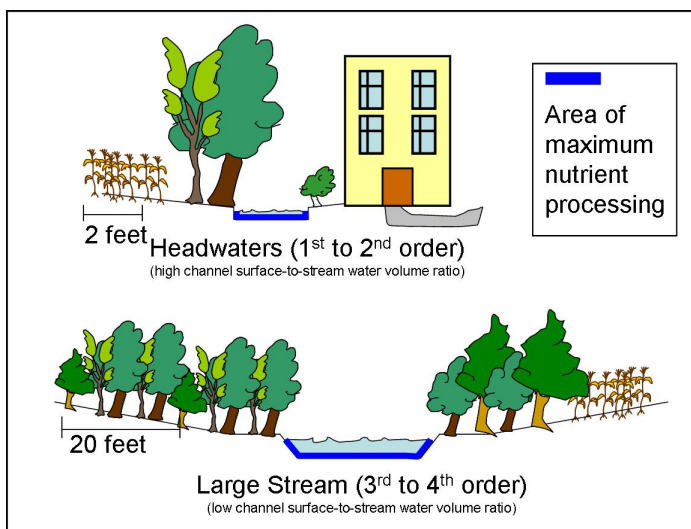 Area of
maximum
nutrient
processing
2 feet
Headwaters (1st to 2nd order)
(high channel surface-to-stream water volume ratio)
20 feet
Large Stream (3rd to 4th order)
(low channel surface-to-stream water volume ratio)